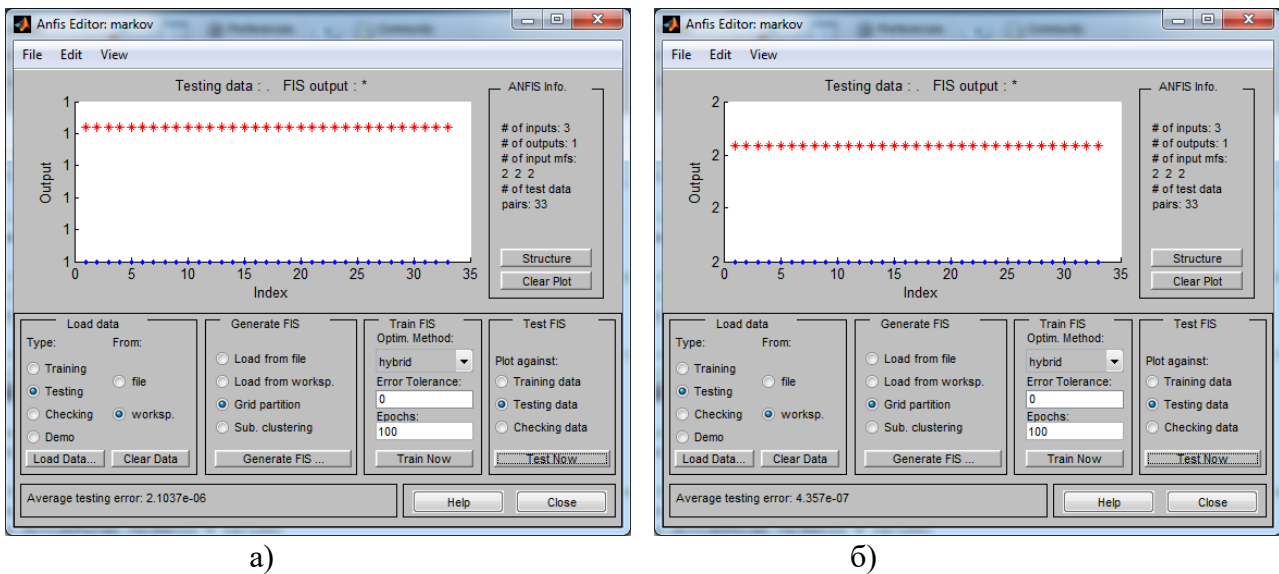 Anfis Editor: markov
File Edit View
Testing data : . FIS output : *
1
1
1
1
1
1
Output
0 5 10 15 20 25 30 35
Index
ANFIS Info.
# of inputs: 3
# of outputs: 1
# of input mfs:
2 2 2
# of test data
pairs: 33
Structure
Clear Plot
Load data
Type: From:
Training
Testing
Checking
Demo
file
worksp.
Load Data... Clear Data
Generate FIS
Load from file
Load from worksp.
Grid partition
Sub. clustering
Generate FIS ...
Train FIS
Optim. Method:
hybrid
Error Tolerance:
0
Epochs:
100
Train Now
Test FIS
Plot against:
Training data
Testing data
Checking data
Test Now
Average testing error: 2.1037e-06
Help Close
а)
Anfis Editor: markov
File Edit View
Testing data : . FIS output : *
2
2
2
2
Output
0 5 10 15 20 25 30 35
Index
ANFIS Info.
# of inputs: 3
# of outputs: 1
# of input mfs:
2 2 2
# of test data
pairs: 33
Structure
Clear Plot
Load data
Type: From:
Training
Testing
Checking
Demo
file
worksp.
Load Data... Clear Data
Generate FIS
Load from file
Load from worksp.
Grid partition
Sub. clustering
Generate FIS ...
Train FIS
Optim. Method:
hybrid
Error Tolerance:
0
Epochs:
100
Train Now
Test FIS
Plot against:
Training data
Testing data
Checking data
Test Now
Average testing error: 4.357e-07
Help Close
б)